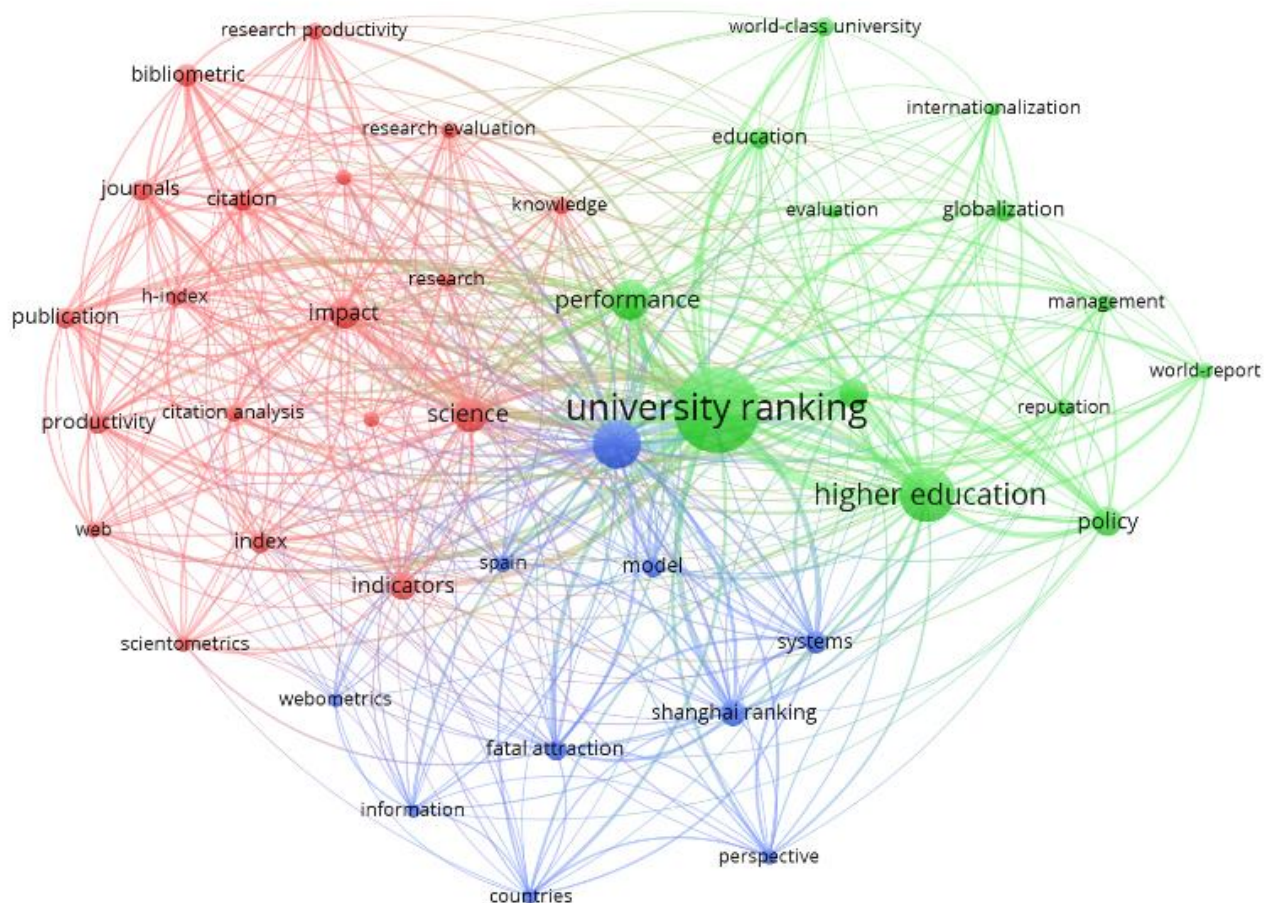 world-class university
research productivity
bibliometric
internationalization
research evaluation
education
journals
citation
knowledge
evaluation
globalization
research
h-index
performance
management
publication
impact
world-report
university ranking
reputation
productivity
citation analysis
science
higher education
policy
web
index
spain
model
indicators
scientometrics
systems
webometrics
shanghai ranking
fatal attraction
information
perspective
countries